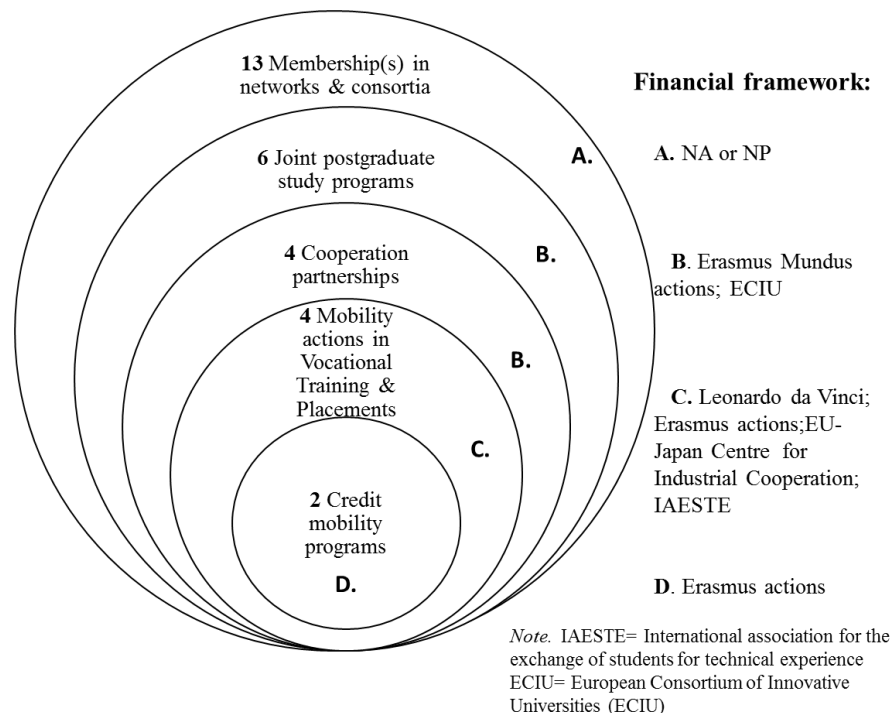 13 Membership(s) in
networks & consortia
A.
6 Joint postgraduate
study programs
B.
4 Cooperation
partnerships
B.
4 Mobility
actions in
Vocational
Training &
Placements
C.
2 Credit
mobility
programs
D.
Financial framework:
A. NA or NP
B. Erasmus Mundus
actions; ECIU
C. Leonardo da Vinci;
Erasmus actions;EU-
Japan Centre for
Industrial Cooperation;
IAESTE
D. Erasmus actions
Note. IAESTE= International association for the
exchange of students for technical experience
ECIU= European Consortium of Innovative
Universities (ECIU)